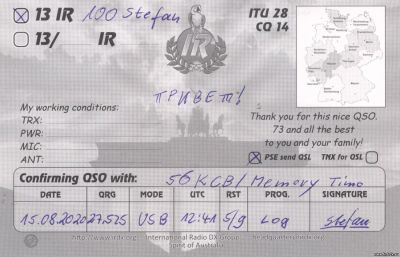 13 IR 100 Stefan
13/ IR
ITU 28
CQ 14
IR
ПРИВЕТ!
My working conditions:
TRX:
PWR:
MIC:
ANT:
Thank you for this nice QSO.
73 and all the best
to you and your family!
PSE send QSL TNX for QSL
Confirming QSO with: 56KCB/ Memory Timo
DATE QRG MODE UTC RST PROG. SIGNATURE
15.08.2020 27.525 USB 12:41 5/9 Log Stefan
International Radio DX Group
Spirit of Australia